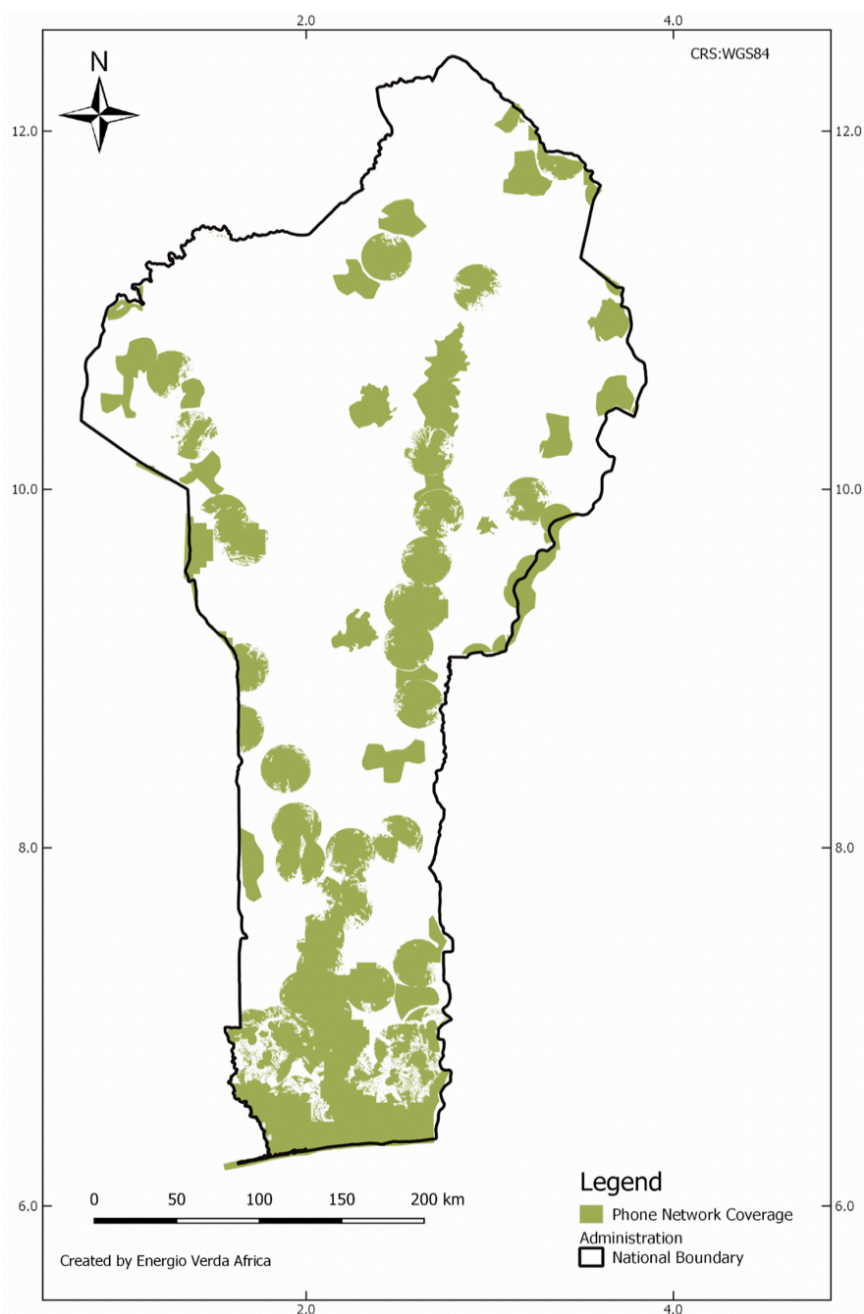 2.0 4.0
CRS:WGS84
N
12.0 12.0
10.0 10.0
8.0 8.0
Legend
6.0 Phone Network Coverage 6.0
0 50 100 150 200 km
Administration
National Boundary
Created by Energio Verda Africa
2.0 4.0